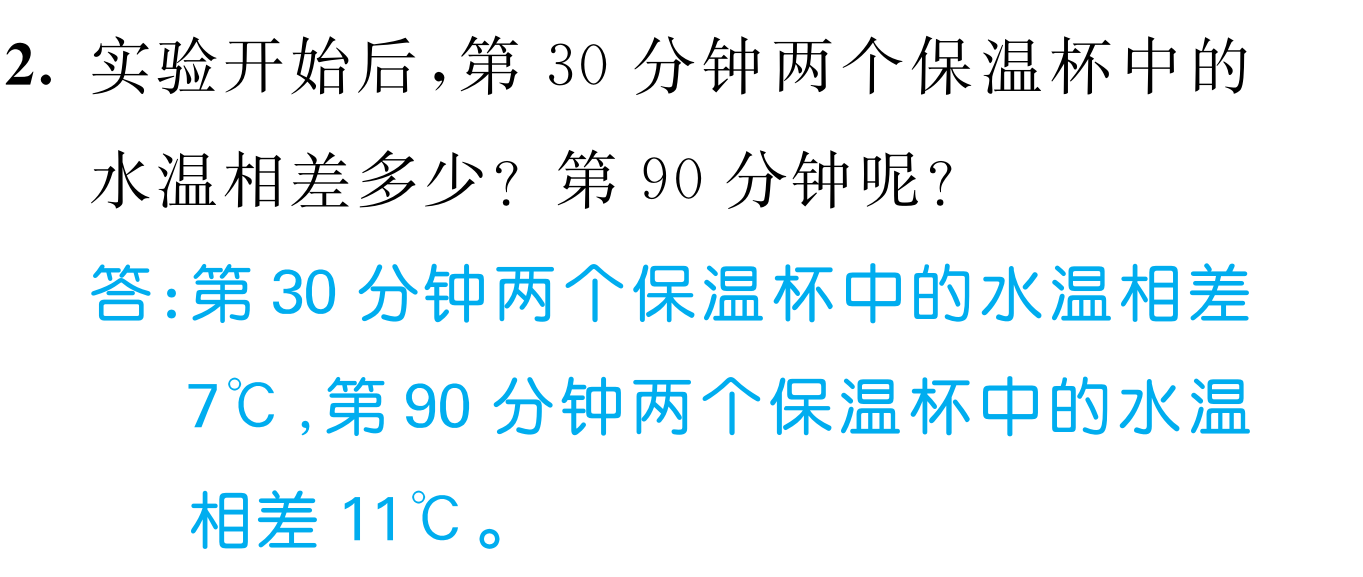 2. 实验开始后,第 30 分钟两个保温杯中的
水温相差多少? 第 90 分钟呢?
答:第 30 分钟两个保温杯中的水温相差
7℃,第 90 分钟两个保温杯中的水温
相差 11℃。